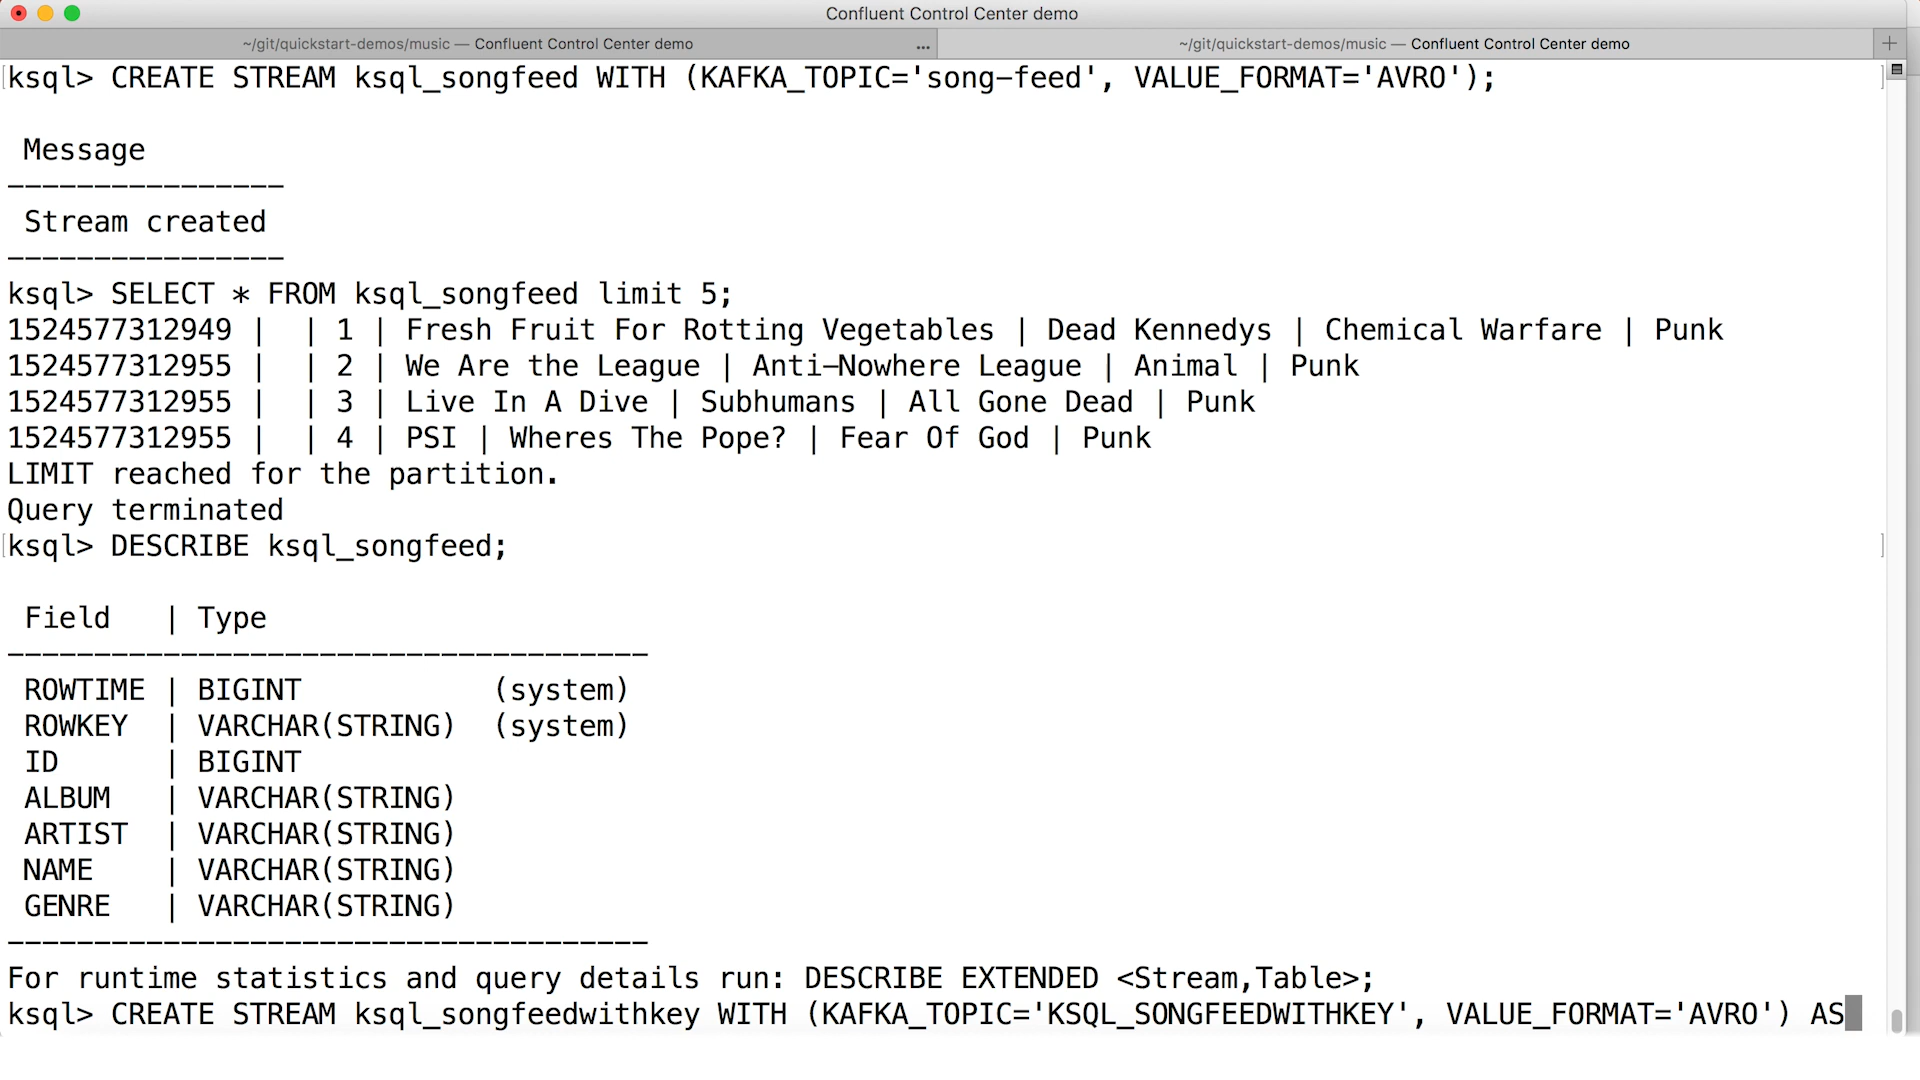 Confluent Control Center demo
~/git/quickstart-demos/music — Confluent Control Center demo ... ~/git/quickstart-demos/music — Confluent Control Center demo +
ksql> CREATE STREAM ksql_songfeed WITH (KAFKA_TOPIC='song-feed', VALUE_FORMAT='AVRO');
Message
----------------
Stream created
----------------
ksql> SELECT * FROM ksql_songfeed limit 5;
1524577312949 |  | 1 | Fresh Fruit For Rotting Vegetables | Dead Kennedys | Chemical Warfare | Punk
1524577312955 |  | 2 | We Are the League | Anti-Nowhere League | Animal | Punk
1524577312955 |  | 3 | Live In A Dive | Subhumans | All Gone Dead | Punk
1524577312955 |  | 4 | PSI | Wheres The Pope? | Fear Of God | Punk
LIMIT reached for the partition.
Query terminated
ksql> DESCRIBE ksql_songfeed;
Field   | Type
-------------------------------------
ROWTIME | BIGINT           (system)
ROWKEY  | VARCHAR(STRING)  (system)
ID      | BIGINT
ALBUM   | VARCHAR(STRING)
ARTIST  | VARCHAR(STRING)
NAME    | VARCHAR(STRING)
GENRE   | VARCHAR(STRING)
-------------------------------------
For runtime statistics and query details run: DESCRIBE EXTENDED <Stream,Table>;
ksql> CREATE STREAM ksql_songfeedwithkey WITH (KAFKA_TOPIC='KSQL_SONGFEEDWITHKEY', VALUE_FORMAT='AVRO') AS